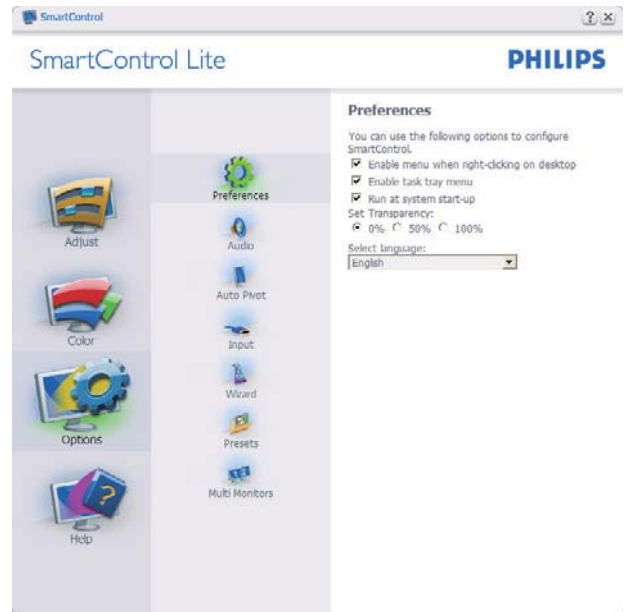 SmartControl
SmartControl Lite
PHILIPS
Adjust
Color
Options
Help
Preferences
Audio
Auto Pivot
Input
Wizard
Presets
Multi Monitors
Preferences
You can use the following options to configure
SmartControl.
Enable menu when right-clicking on desktop
Enable task tray menu
Run at system start-up
Set Transparency:
0% 50% 100%
Select language:
English